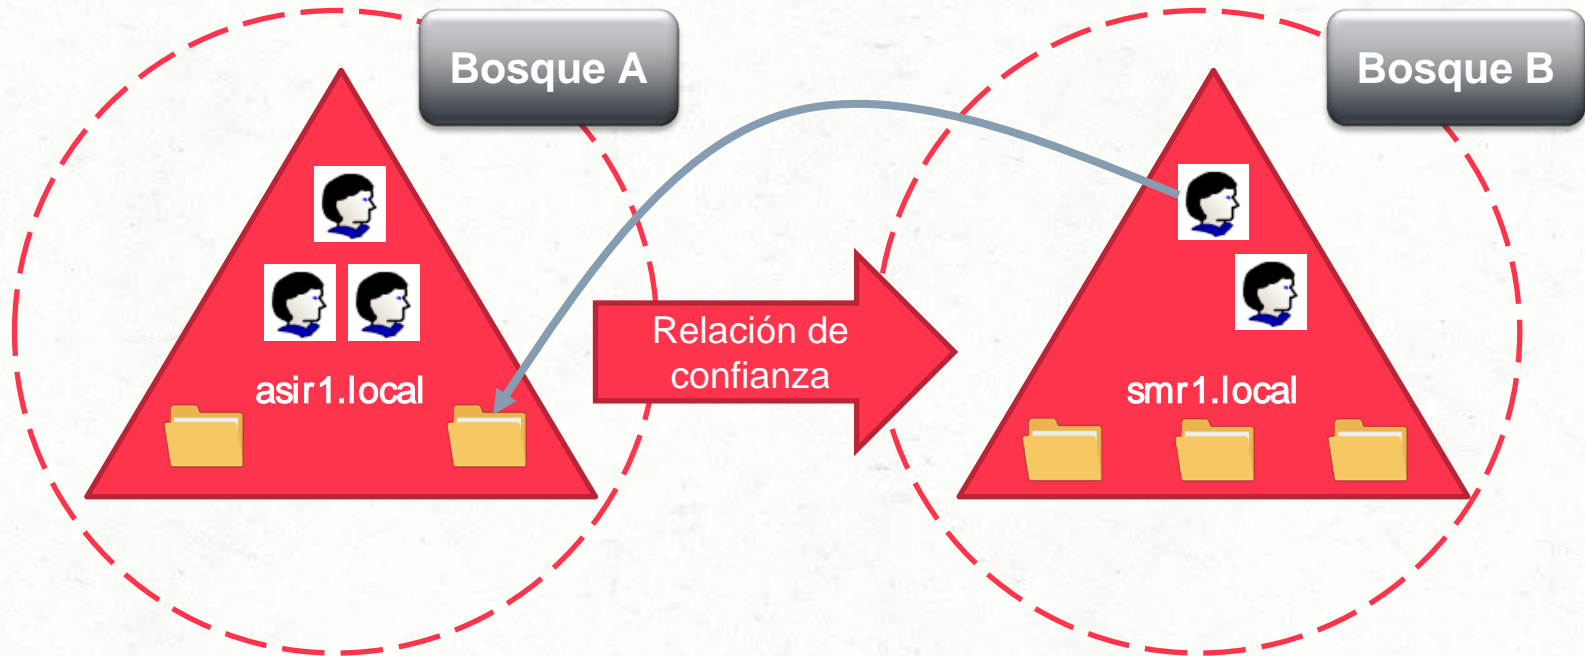 Bosque A
Bosque B
Relación de
confianza
asir1.local
smr1.local